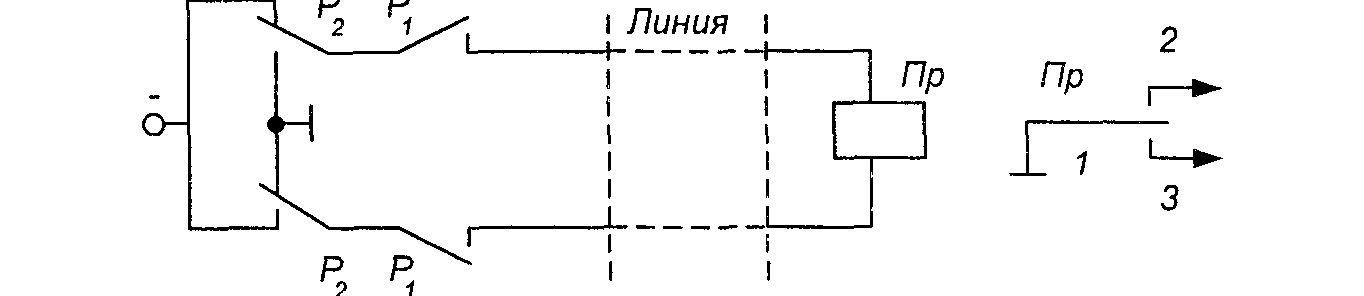 P2 P1 Линия
Пр Пр 2
-
1
3
P2 P1